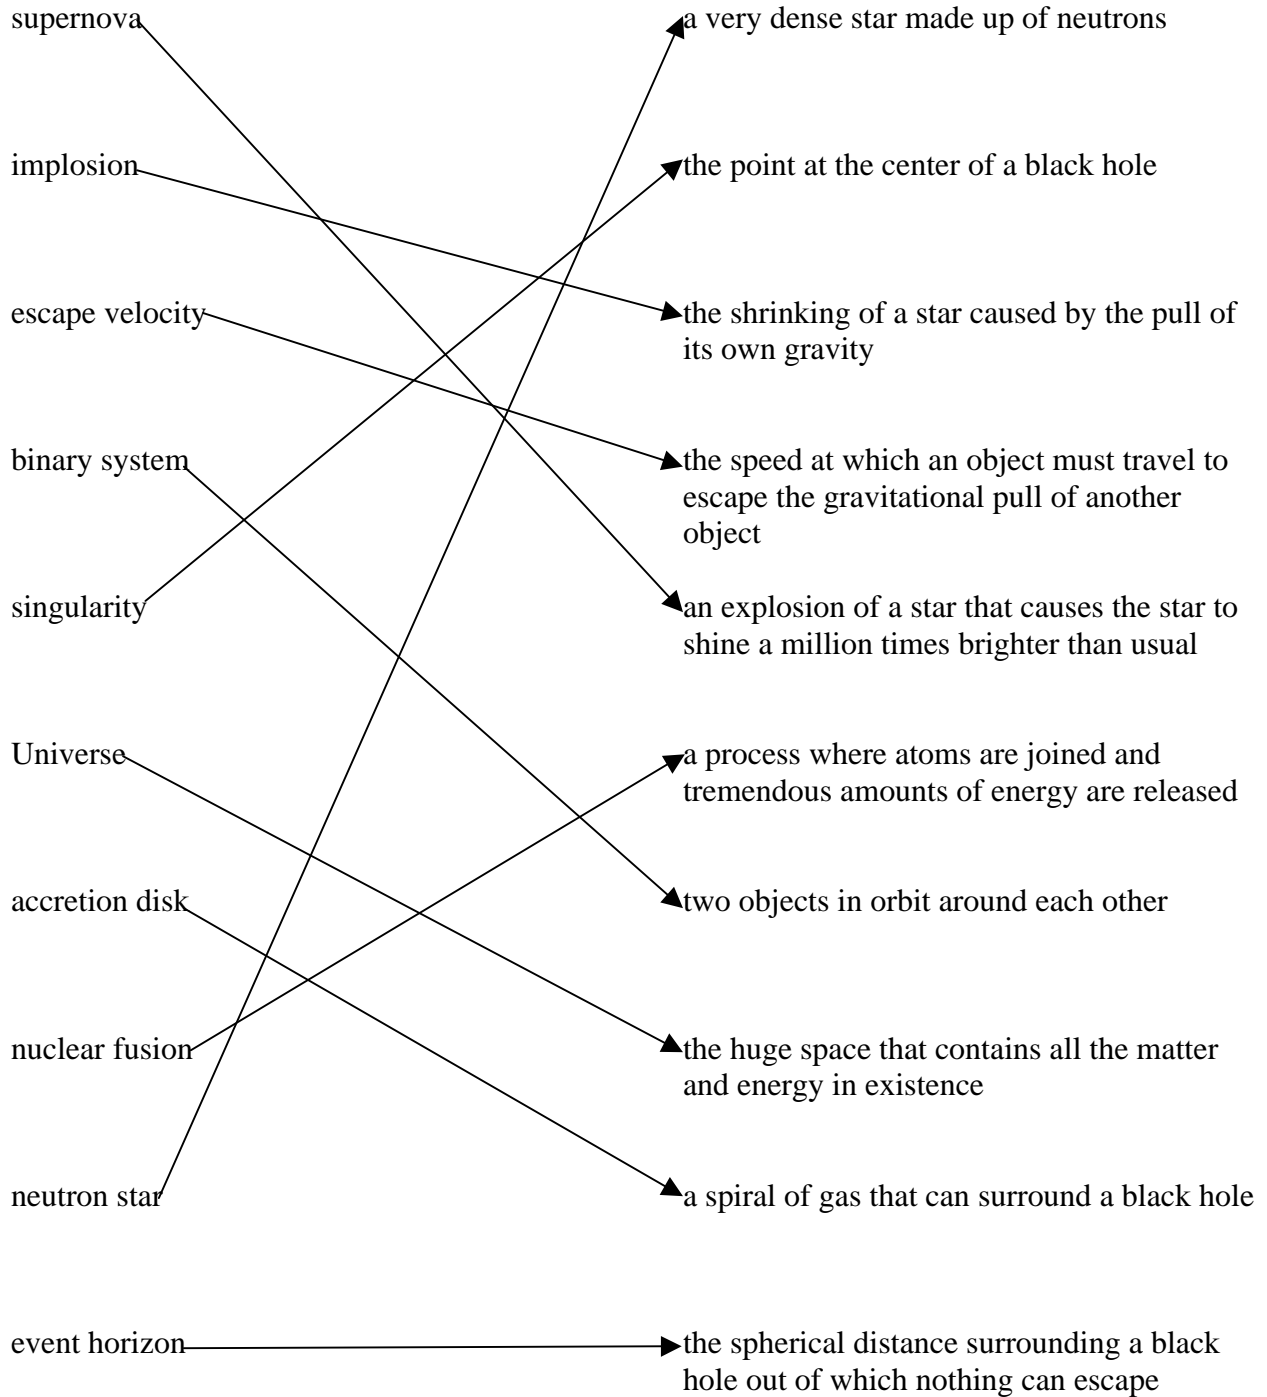 supernova
a very dense star made up of neutrons
implosion
the point at the center of a black hole
escape velocity
the shrinking of a star caused by the pull of
its own gravity
binary system
the speed at which an object must travel to
escape the gravitational pull of another
object
singularity
an explosion of a star that causes the star to
shine a million times brighter than usual
Universe
a process where atoms are joined and
tremendous amounts of energy are released
accretion disk
two objects in orbit around each other
nuclear fusion
the huge space that contains all the matter
and energy in existence
neutron star
a spiral of gas that can surround a black hole
event horizon
the spherical distance surrounding a black
hole out of which nothing can escape